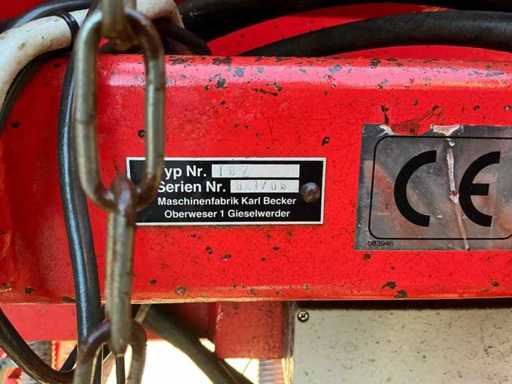 Typ Nr.
Serien Nr.
Maschinenfabrik Karl Becker
Oberweser 1 Gieselwerder
CE